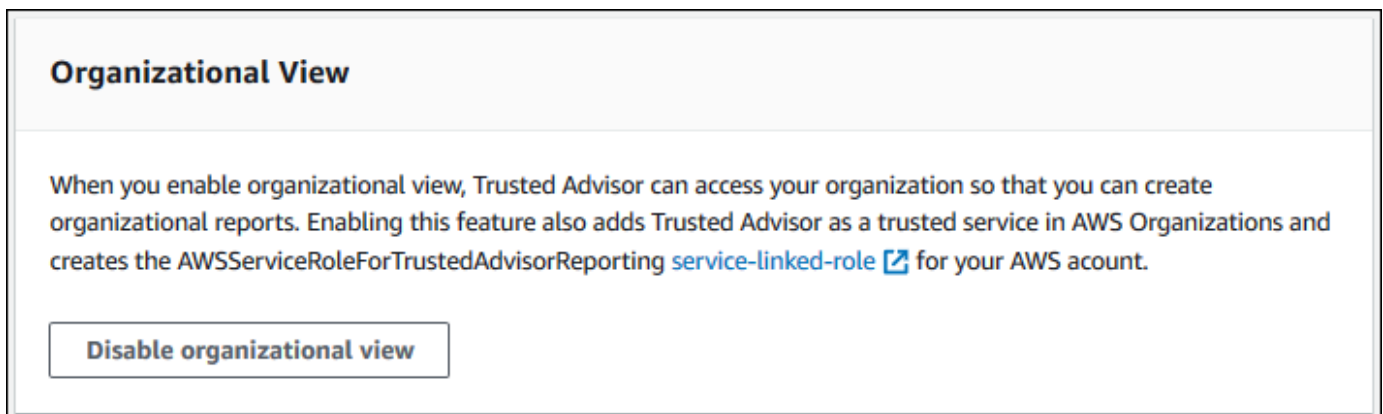 Organizational View
When you enable organizational view, Trusted Advisor can access your organization so that you can create
organizational reports. Enabling this feature also adds Trusted Advisor as a trusted service in AWS Organizations and
creates the AWSServiceRoleForTrustedAdvisorReporting service-linked-role for your AWS acount.
Disable organizational view